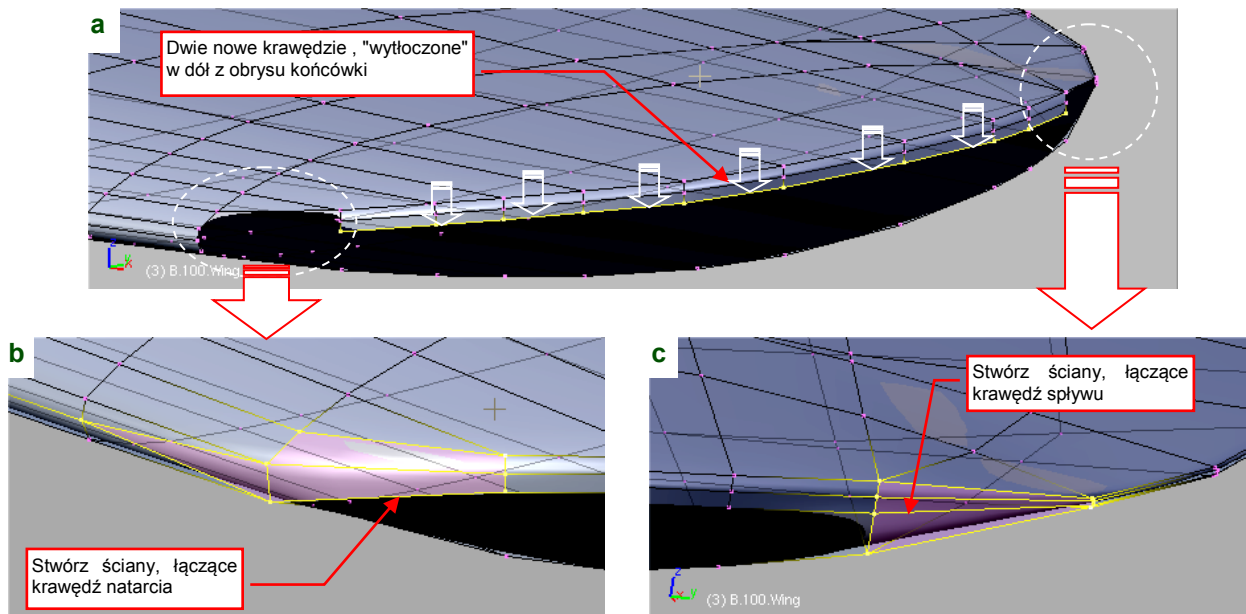 a
Dwie nowe krawędzie , "wytłoczone"
w dół z obrysu końcówki
z
y
x
(3) B.100.Wing
b
c
Stwórz ściany, łączące
krawędź spływu
Stwórz ściany, łączące
krawędź natarcia
z
y
x
(3) B.100.Wing